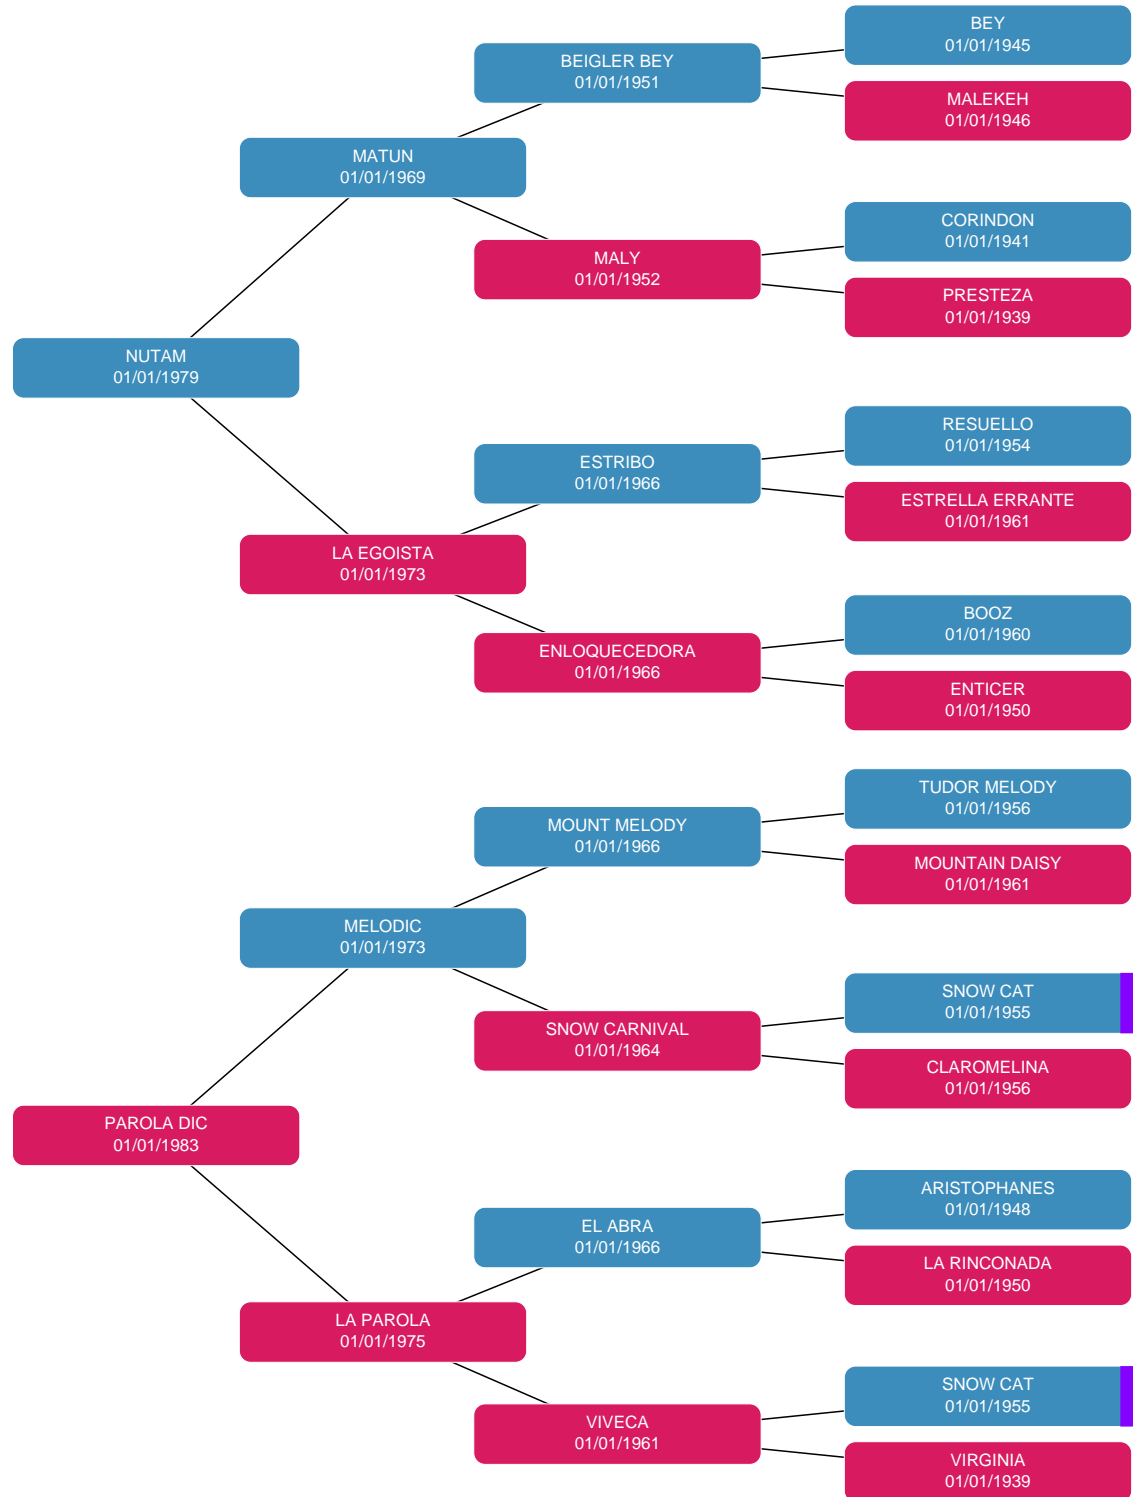 BEY
01/01/1945
BEIGLER BEY
01/01/1951
MALEKEH
01/01/1946
MATUN
01/01/1969
CORINDON
01/01/1941
MALY
01/01/1952
PRESTEZA
01/01/1939
NUTAM
01/01/1979
RESUELLO
01/01/1954
ESTRIBO
01/01/1966
ESTRELLA ERRANTE
01/01/1961
LA EGOISTA
01/01/1973
BOOZ
01/01/1960
ENLOQUECEDORA
01/01/1966
ENTICER
01/01/1950
TUDOR MELODY
01/01/1956
MOUNT MELODY
01/01/1966
MOUNTAIN DAISY
01/01/1961
MELODIC
01/01/1973
SNOW CAT
01/01/1955
SNOW CARNIVAL
01/01/1964
CLAROMELINA
01/01/1956
PAROLA DIC
01/01/1983
ARISTOPHANES
01/01/1948
EL ABRA
01/01/1966
LA RINCONADA
01/01/1950
LA PAROLA
01/01/1975
SNOW CAT
01/01/1955
VIVECA
01/01/1961
VIRGINIA
01/01/1939